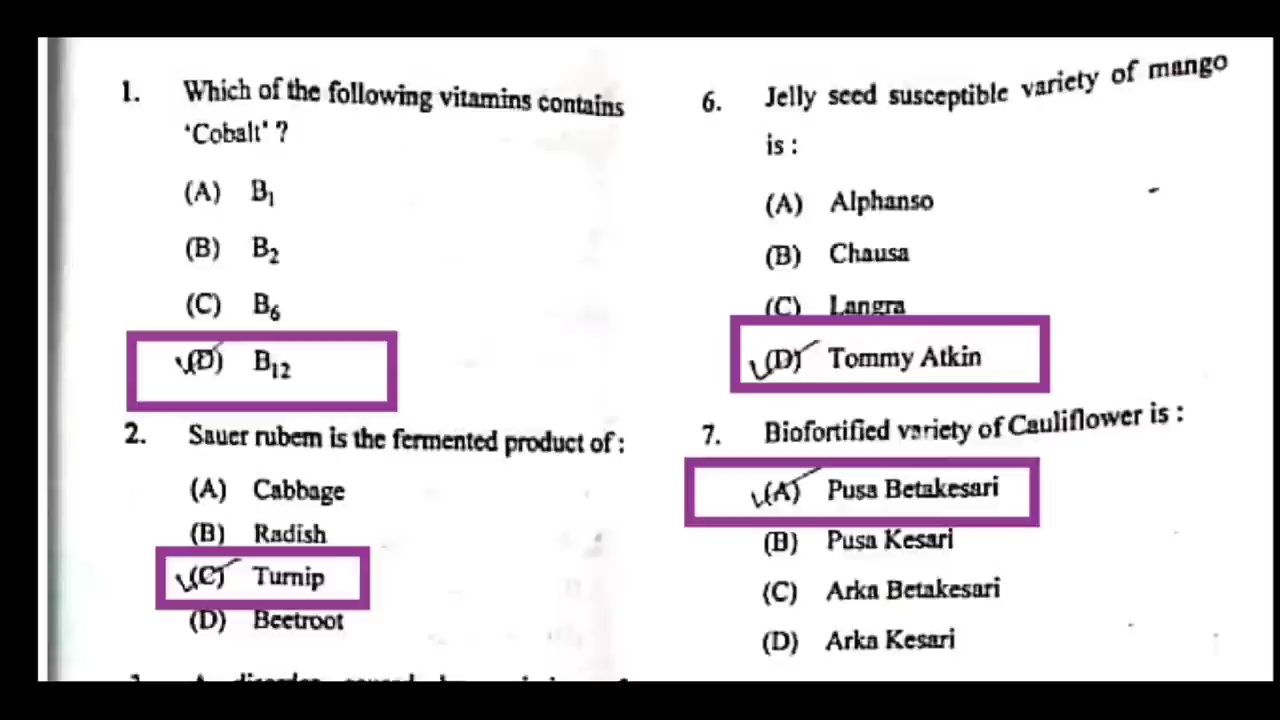 1. Which of the following vitamins contains
'Cobalt' ?
(A) B₁
(B) B₂
(C) B₆
(D) B₁₂
2. Sauer rubem is the fermented product of :
(A) Cabbage
(B) Radish
(C) Turnip
(D) Beetroot
6. Jelly seed susceptible variety of mango
is :
(A) Alphanso
(B) Chausa
(C) Langra
(D) Tommy Atkin
7. Biofortified variety of Cauliflower is :
(A) Pusa Betakesari
(B) Pusa Kesari
(C) Arka Betakesari
(D) Arka Kesari